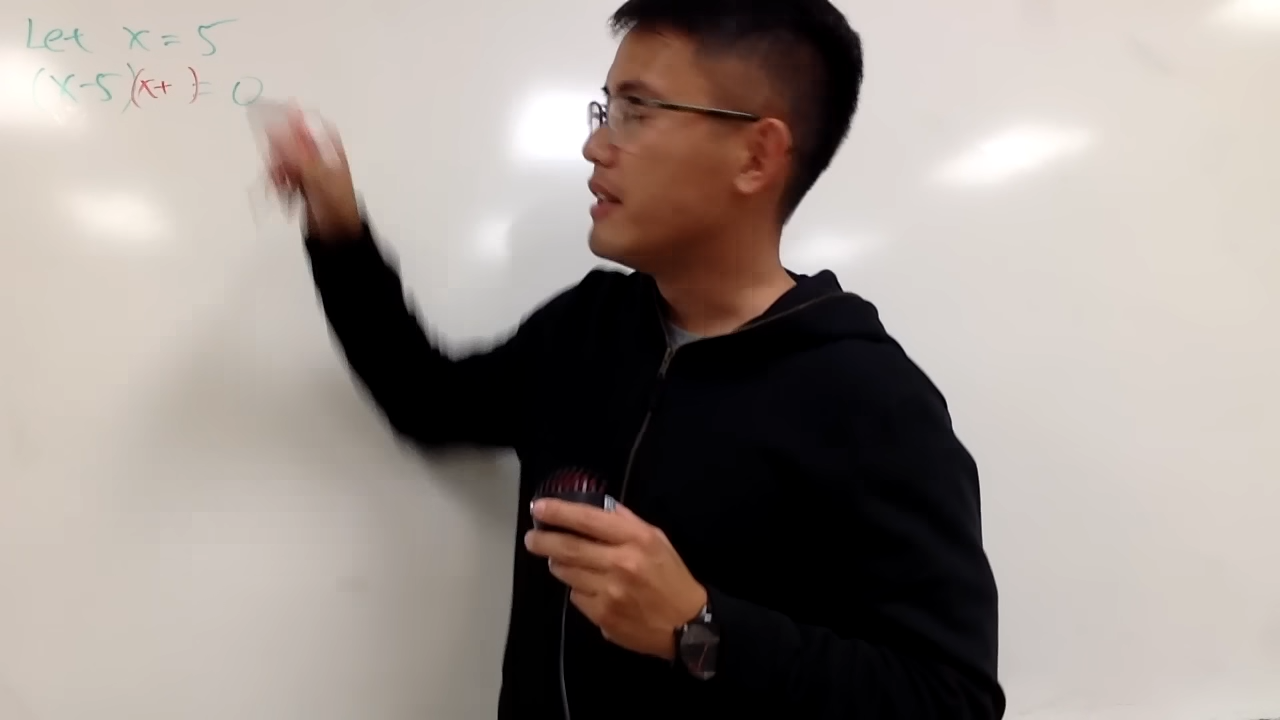 Let x = 5
(x-5)(x+ ) = 0